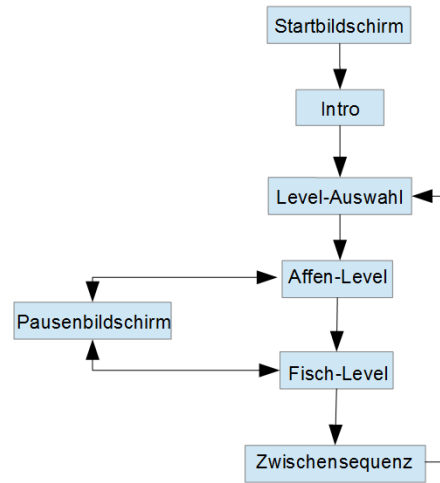 Startbildschirm
Intro
Level-Auswahl
Affen-Level
Pausenbildschirm
Fisch-Level
Zwischensequenz